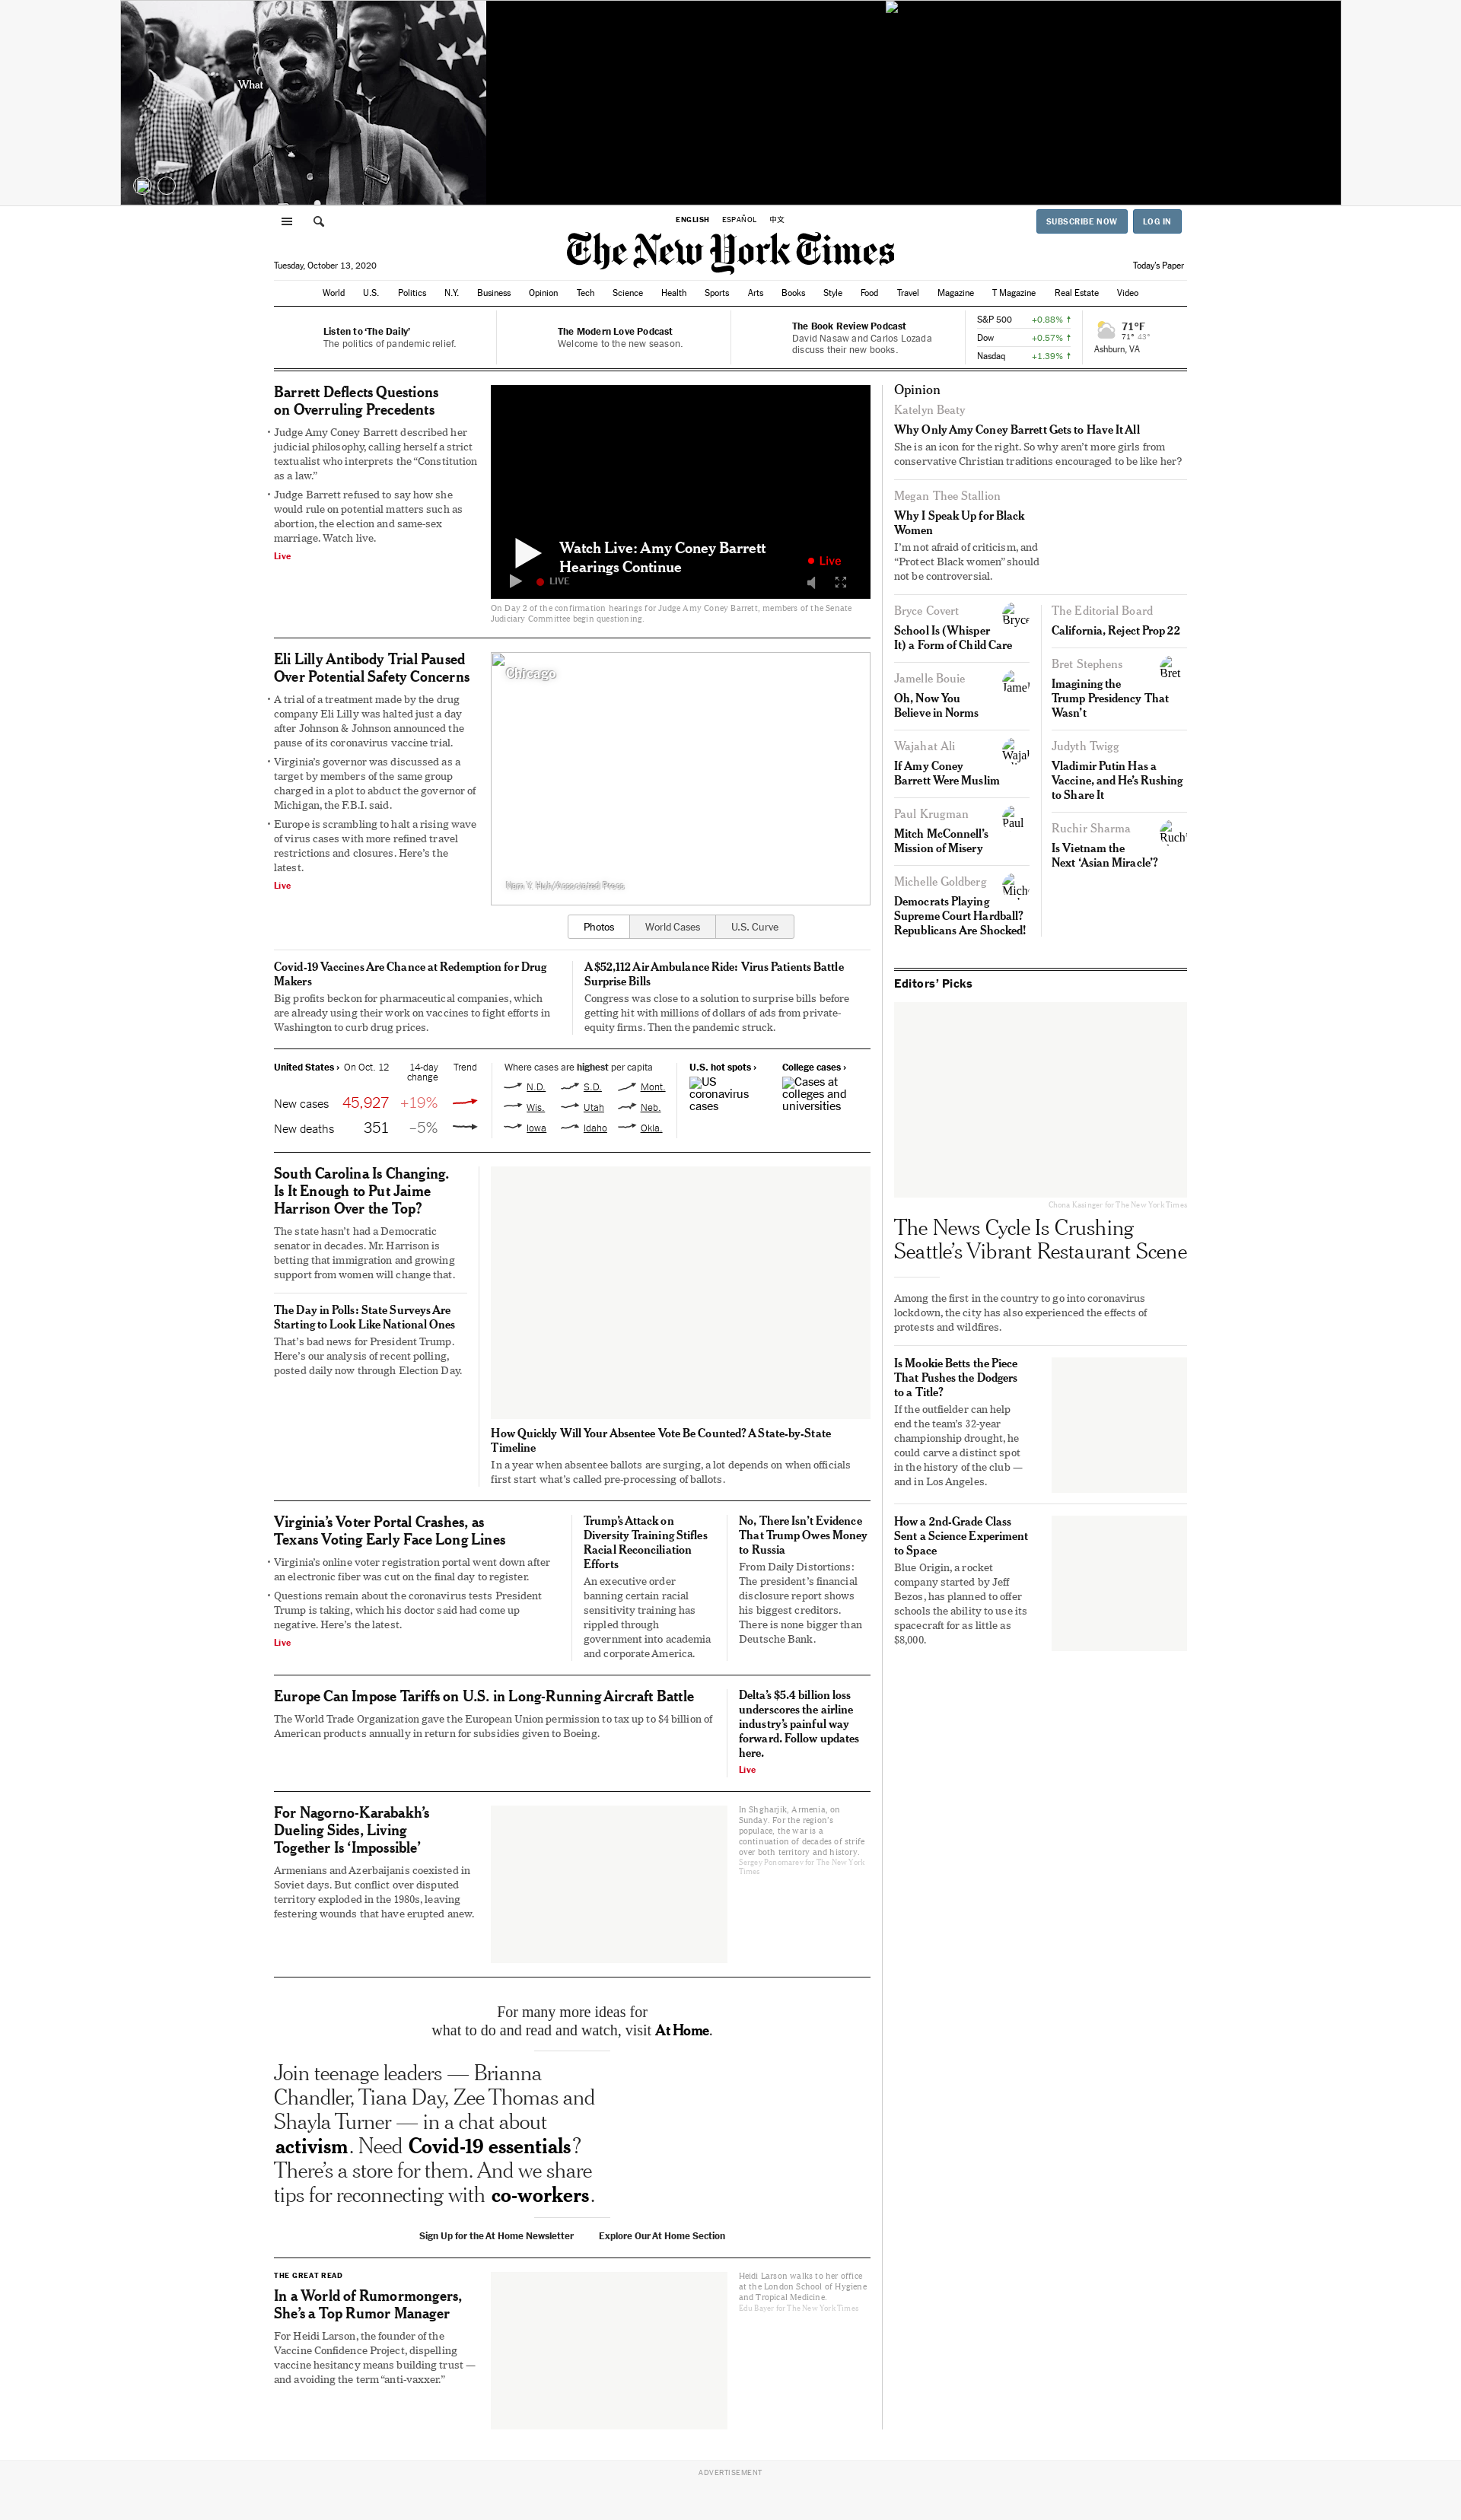 VOTE
What
ENGLISH ESPAÑOL 中文
SUBSCRIBE NOW LOG IN
The New York Times
Tuesday, October 13, 2020
Today's Paper
World U.S. Politics N.Y. Business Opinion Tech Science Health Sports Arts Books Style Food Travel Magazine T Magazine Real Estate Video
Listen to 'The Daily'
The politics of pandemic relief.
The Modern Love Podcast
Welcome to the new season.
The Book Review Podcast
David Nasaw and Carlos Lozada
discuss their new books.
S&P 500 +0.88% ↑
Dow +0.57% ↑
Nasdaq +1.39% ↑
71°F
71° 43°
Ashburn, VA
Barrett Deflects Questions
on Overruling Precedents
• Judge Amy Coney Barrett described her
judicial philosophy, calling herself a strict
textualist who interprets the “Constitution
as a law.”
• Judge Barrett refused to say how she
would rule on potential matters such as
abortion, the election and same-sex
marriage. Watch live.
Live
Watch Live: Amy Coney Barrett
Hearings Continue
Live
LIVE
On Day 2 of the confirmation hearings for Judge Amy Coney Barrett, members of the Senate
Judiciary Committee begin questioning.
Eli Lilly Antibody Trial Paused
Over Potential Safety Concerns
• A trial of a treatment made by the drug
company Eli Lilly was halted just a day
after Johnson & Johnson announced the
pause of its coronavirus vaccine trial.
• Virginia’s governor was discussed as a
target by members of the same group
charged in a plot to abduct the governor of
Michigan, the F.B.I. said.
• Europe is scrambling to halt a rising wave
of virus cases with more refined travel
restrictions and closures. Here’s the
latest.
Live
Chicago
Nam Y. Huh/Associated Press
Photos World Cases U.S. Curve
Covid-19 Vaccines Are Chance at Redemption for Drug
Makers
Big profits beckon for pharmaceutical companies, which
are already using their work on vaccines to fight efforts in
Washington to curb drug prices.
A $52,112 Air Ambulance Ride: Virus Patients Battle
Surprise Bills
Congress was close to a solution to surprise bills before
getting hit with millions of dollars of ads from private-
equity firms. Then the pandemic struck.
United States › On Oct. 12 14-day
change Trend
New cases 45,927 +19%
New deaths 351 –5%
Where cases are highest per capita
N.D. S.D. Mont.
Wis. Utah Neb.
Iowa Idaho Okla.
U.S. hot spots ›
US
coronavirus
cases
College cases ›
Cases at
colleges and
universities
South Carolina Is Changing.
Is It Enough to Put Jaime
Harrison Over the Top?
The state hasn’t had a Democratic
senator in decades. Mr. Harrison is
betting that immigration and growing
support from women will change that.
The Day in Polls: State Surveys Are
Starting to Look Like National Ones
That’s bad news for President Trump.
Here’s our analysis of recent polling,
posted daily now through Election Day.
How Quickly Will Your Absentee Vote Be Counted? A State-by-State
Timeline
In a year when absentee ballots are surging, a lot depends on when officials
first start what’s called pre-processing of ballots.
Virginia’s Voter Portal Crashes, as
Texans Voting Early Face Long Lines
• Virginia’s online voter registration portal went down after
an electronic fiber was cut on the final day to register.
• Questions remain about the coronavirus tests President
Trump is taking, which his doctor said had come up
negative. Here’s the latest.
Live
Trump’s Attack on
Diversity Training Stifles
Racial Reconciliation
Efforts
An executive order
banning certain racial
sensitivity training has
rippled through
government into academia
and corporate America.
No, There Isn’t Evidence
That Trump Owes Money
to Russia
From Daily Distortions:
The president’s financial
disclosure report shows
his biggest creditors.
There is none bigger than
Deutsche Bank.
Europe Can Impose Tariffs on U.S. in Long-Running Aircraft Battle
The World Trade Organization gave the European Union permission to tax up to $4 billion of
American products annually in return for subsidies given to Boeing.
Delta’s $5.4 billion loss
underscores the airline
industry’s painful way
forward. Follow updates
here.
Live
For Nagorno-Karabakh’s
Dueling Sides, Living
Together Is ‘Impossible’
Armenians and Azerbaijanis coexisted in
Soviet days. But conflict over disputed
territory exploded in the 1980s, leaving
festering wounds that have erupted anew.
In Shgharjik, Armenia, on
Sunday. For the region’s
populace, the war is a
continuation of decades of strife
over both territory and history.
Sergey Ponomarev for The New York
Times
For many more ideas for
what to do and read and watch, visit At Home.
Join teenage leaders — Brianna
Chandler, Tiana Day, Zee Thomas and
Shayla Turner — in a chat about
activism. Need Covid-19 essentials?
There’s a store for them. And we share
tips for reconnecting with co-workers.
Sign Up for the At Home Newsletter Explore Our At Home Section
THE GREAT READ
In a World of Rumormongers,
She’s a Top Rumor Manager
For Heidi Larson, the founder of the
Vaccine Confidence Project, dispelling
vaccine hesitancy means building trust —
and avoiding the term “anti-vaxxer.”
Heidi Larson walks to her office
at the London School of Hygiene
and Tropical Medicine.
Edu Bayer for The New York Times
Opinion
Katelyn Beaty
Why Only Amy Coney Barrett Gets to Have It All
She is an icon for the right. So why aren’t more girls from
conservative Christian traditions encouraged to be like her?
Megan Thee Stallion
Why I Speak Up for Black
Women
I’m not afraid of criticism, and
“Protect Black women” should
not be controversial.
Bryce Covert
Bryce
School Is (Whisper
It) a Form of Child Care
Jamelle Bouie
Jamel
Oh, Now You
Believe in Norms
Wajahat Ali
Wajal
If Amy Coney
Barrett Were Muslim
Paul Krugman
Paul
Mitch McConnell’s
Mission of Misery
Michelle Goldberg
Mich
Democrats Playing
Supreme Court Hardball?
Republicans Are Shocked!
The Editorial Board
California, Reject Prop 22
Bret Stephens
Bret
Imagining the
Trump Presidency That
Wasn’t
Judyth Twigg
Vladimir Putin Has a
Vaccine, and He’s Rushing
to Share It
Ruchir Sharma
Ruchi
Is Vietnam the
Next ‘Asian Miracle’?
Editors’ Picks
Chona Kasinger for The New York Times
The News Cycle Is Crushing
Seattle’s Vibrant Restaurant Scene
Among the first in the country to go into coronavirus
lockdown, the city has also experienced the effects of
protests and wildfires.
Is Mookie Betts the Piece
That Pushes the Dodgers
to a Title?
If the outfielder can help
end the team’s 32-year
championship drought, he
could carve a distinct spot
in the history of the club —
and in Los Angeles.
How a 2nd-Grade Class
Sent a Science Experiment
to Space
Blue Origin, a rocket
company started by Jeff
Bezos, has planned to offer
schools the ability to use its
spacecraft for as little as
$8,000.
ADVERTISEMENT